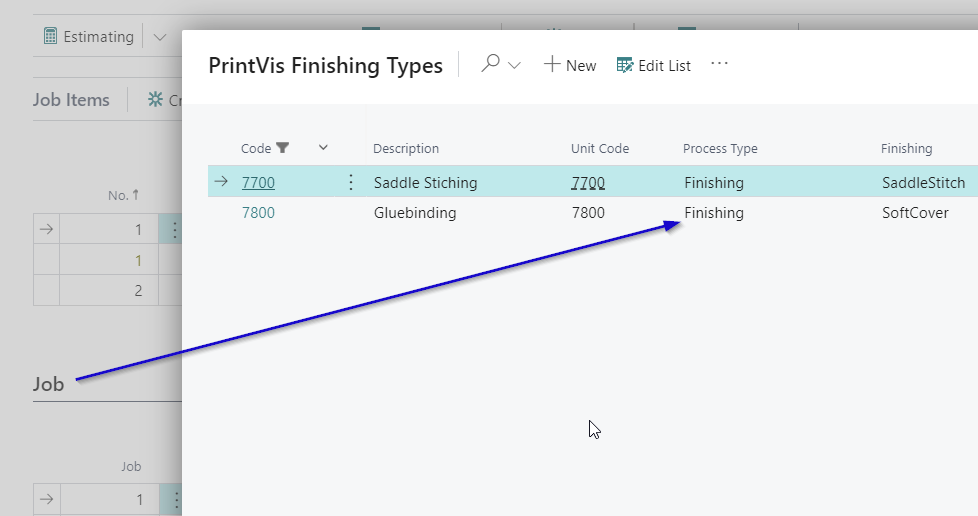 Estimating
PrintVis Finishing Types
New
Edit List
Job Items
Code
Description
Unit Code
Process Type
Finishing
7700
Saddle Stiching
7700
Finishing
SaddleStitch
7800
Gluebinding
7800
Finishing
SoftCover
No.
1
1
2
Job
Job
1